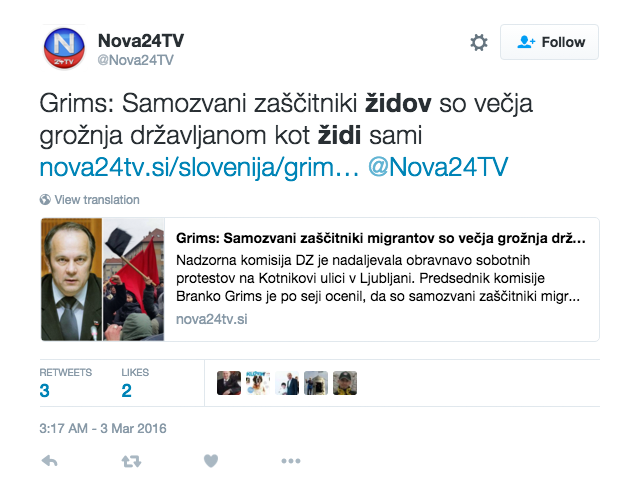 Nova24TV
@Nova24TV
Follow
Grims: Samozvani zaščitniki židov so večja
grožnja državljanom kot židi sami
nova24tv.si/slovenija/grim… @Nova24TV
View translation
Grims: Samozvani zaščitniki migrantov so večja grožnja drž...
Nadzorna komisija DZ je nadaljevala obravnavo sobotnih
protestov na Kotnikovi ulici v Ljubljani. Predsednik komisije
Branko Grims je po seji ocenil, da so samozvani zaščitniki migr...
nova24tv.si
RETWEETS LIKES
3 2
3:17 AM - 3 Mar 2016